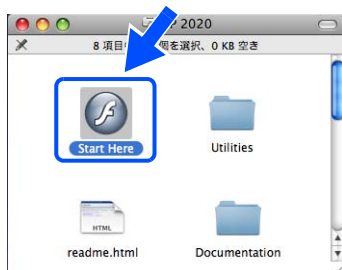 P 2020
8 項目 個を選択、0 KB 空き
Start Here
Utilities
HTML
readme.html
Documentation